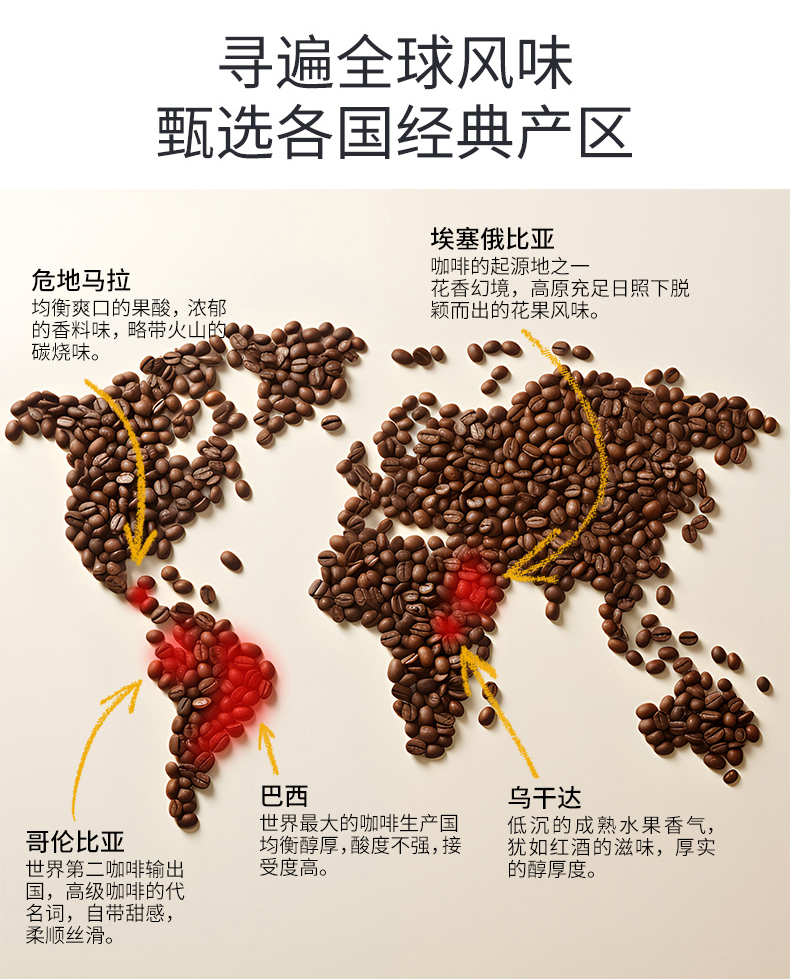 寻遍全球风味
甄选各国经典产区
埃塞俄比亚
咖啡的起源地之一
花香幻境，高原充足日照下脱
颖而出的花果风味。
危地马拉
均衡爽口的果酸，浓郁
的香料味，略带火山的
碳烧味。
巴西
世界最大的咖啡生产国
均衡醇厚，酸度不强，接
受度高。
乌干达
低沉的成熟水果香气，
犹如红酒的滋味，厚实
的醇厚度。
哥伦比亚
世界第二咖啡输出
国，高级咖啡的代
名词，自带甜感，
柔顺丝滑。